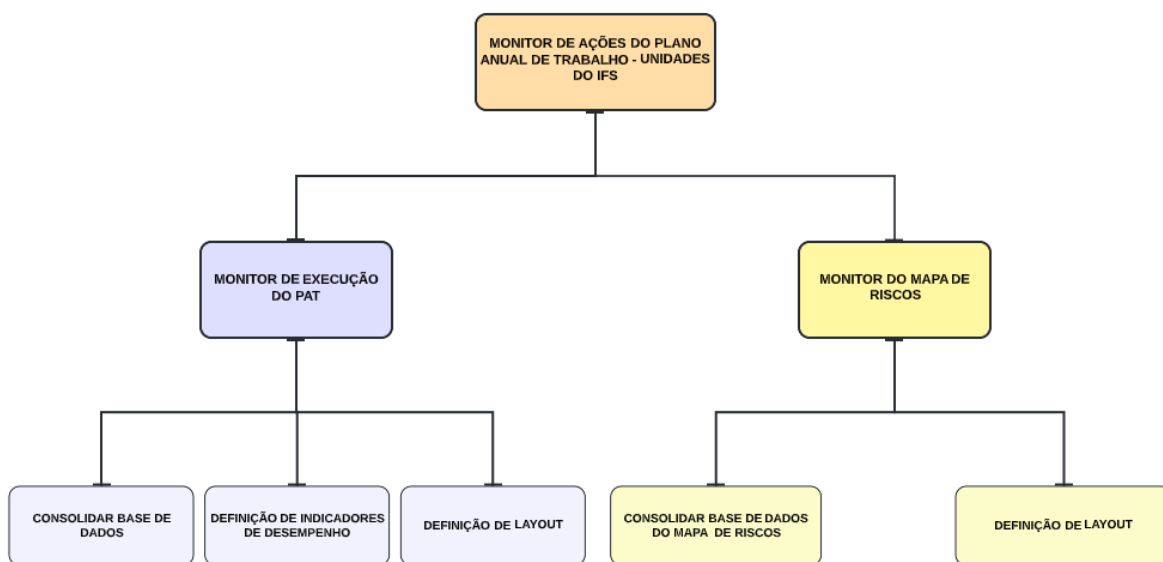 MONITOR DE AÇÕES DO PLANO
ANUAL DE TRABALHO - UNIDADES
DO IFS
MONITOR DE EXECUÇÃO
DO PAT
MONITOR DO MAPA DE
RISCOS
CONSOLIDAR BASE DE
DADOS
DEFINIÇÃO DE INDICADORES
DE DESEMPENHO
DEFINIÇÃO DE LAYOUT
CONSOLIDAR BASE DE DADOS
DO MAPA DE RISCOS
DEFINIÇÃO DE LAYOUT